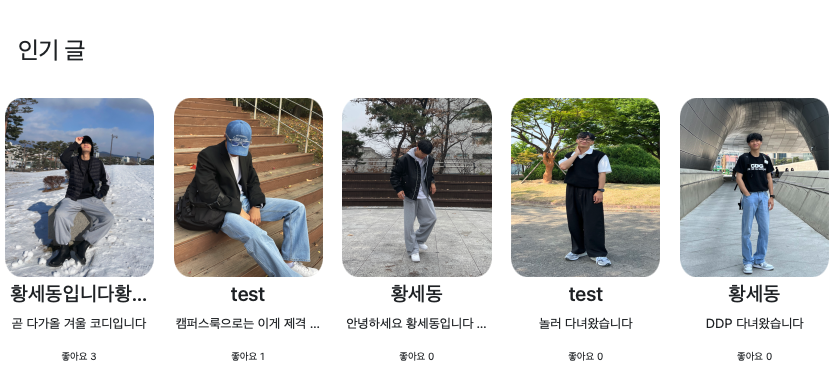 인기 글
황세동입니다황...
test
황세동
test
황세동
곧 다가올 겨울 코디입니다
캠퍼스룩으로는 이게 제격 ...
안녕하세요 황세동입니다 ...
놀러 다녀왔습니다
DDP 다녀왔습니다
좋아요 3
좋아요 1
좋아요 0
좋아요 0
좋아요 0